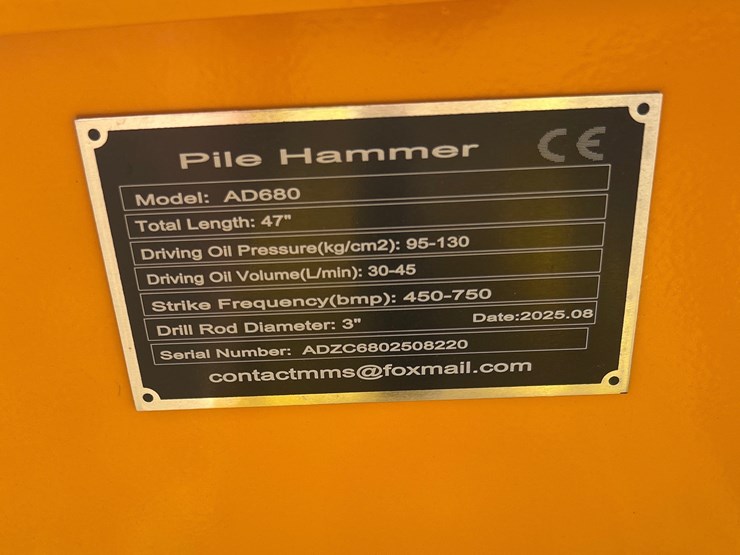 Pile Hammer CE
Model: AD680
Total Length: 47"
Driving Oil Pressure(kg/cm2): 95-130
Driving Oil Volume(L/min): 30-45
Strike Frequency(bmp): 450-750
Drill Rod Diameter: 3" Date:2025.08
Serial Number: ADZC6802508220
contactmms@foxmail.com